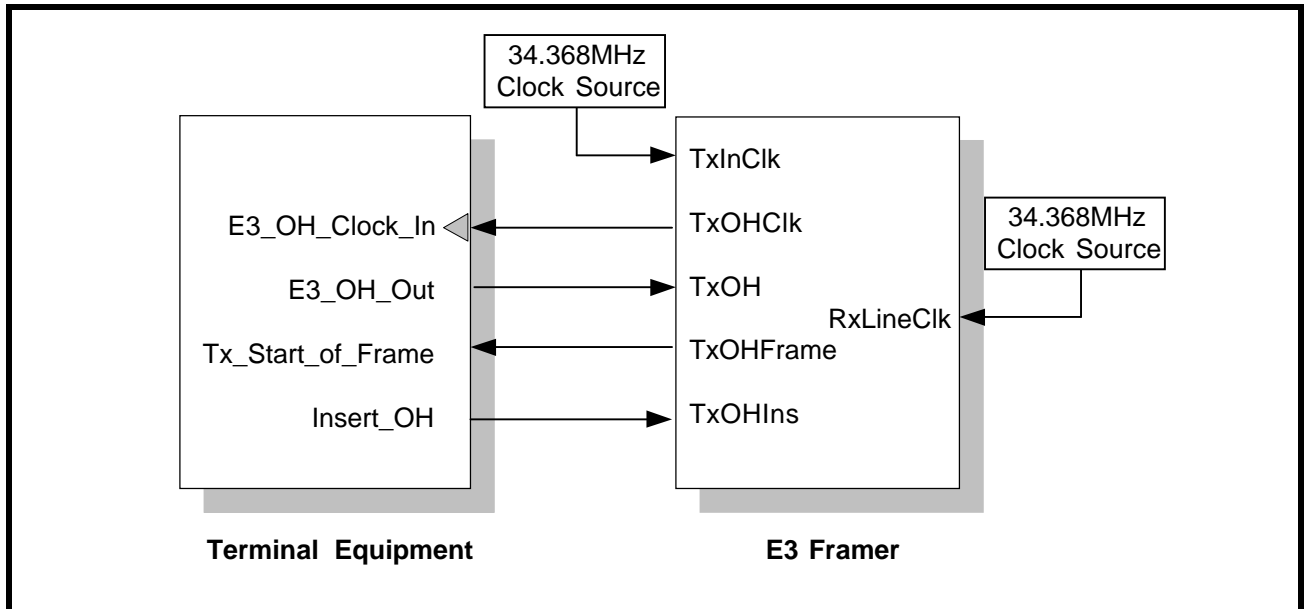 34.368MHz
Clock Source
TxInClk
E3_OH_Clock_In
TxOHClk
34.368MHz
Clock Source
E3_OH_Out
TxOH
RxLineClk
Tx_Start_of_Frame
TxOHFrame
Insert_OH
TxOHIns
Terminal Equipment
E3 Framer